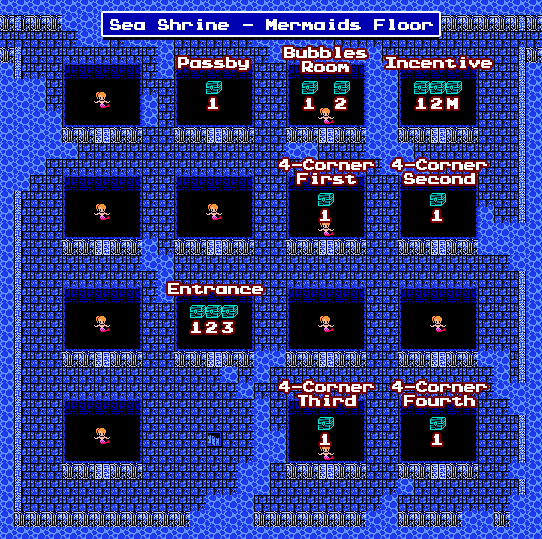 Sea Shrine - Mermaids Floor
Passby
1
Bubbles
Room
1 2
Incentive
1 2 M
4-Corner
First
1
4-Corner
Second
1
Entrance
1 2 3
4-Corner
Third
1
4-Corner
Fourth
1